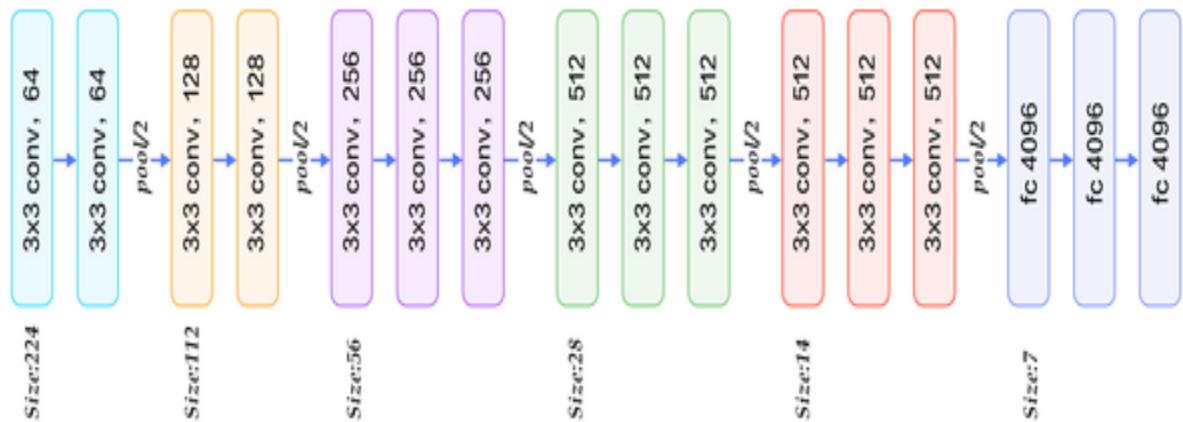 3x3 conv, 64
3x3 conv, 64
pool/2
3x3 conv, 128
3x3 conv, 128
pool/2
3x3 conv, 256
3x3 conv, 256
3x3 conv, 256
pool/2
3x3 conv, 512
3x3 conv, 512
3x3 conv, 512
pool/2
3x3 conv, 512
3x3 conv, 512
3x3 conv, 512
pool/2
fc 4096
fc 4096
fc 4096
Size:224
Size:112
Size:56
Size:28
Size:14
Size:7